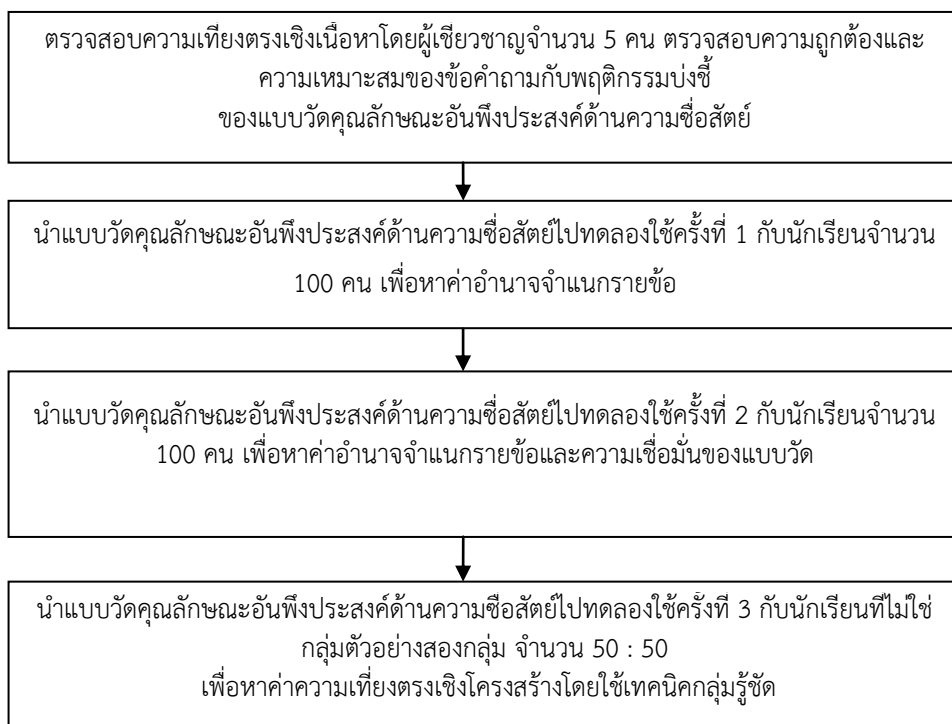 ตรวจสอบความเที่ยงตรงเชิงเนื้อหาโดยผู้เชี่ยวชาญจำนวน 5 คน ตรวจสอบความถูกต้องและ
ความเหมาะสมของข้อคำถามกับพฤติกรรมบ่งชี้
ของแบบวัดคุณลักษณะอันพึงประสงค์ด้านความซื่อสัตย์
นำแบบวัดคุณลักษณะอันพึงประสงค์ด้านความซื่อสัตย์ไปทดลองใช้ครั้งที่ 1 กับนักเรียนจำนวน
100 คน เพื่อหาค่าอำนาจจำแนกรายข้อ
นำแบบวัดคุณลักษณะอันพึงประสงค์ด้านความซื่อสัตย์ไปทดลองใช้ครั้งที่ 2 กับนักเรียนจำนวน
100 คน เพื่อหาค่าอำนาจจำแนกรายข้อและความเชื่อมั่นของแบบวัด
นำแบบวัดคุณลักษณะอันพึงประสงค์ด้านความซื่อสัตย์ไปทดลองใช้ครั้งที่ 3 กับนักเรียนที่ไม่ใช่
กลุ่มตัวอย่างสองกลุ่ม จำนวน 50 : 50
เพื่อหาค่าความเที่ยงตรงเชิงโครงสร้างโดยใช้เทคนิคกลุ่มรู้ชัด